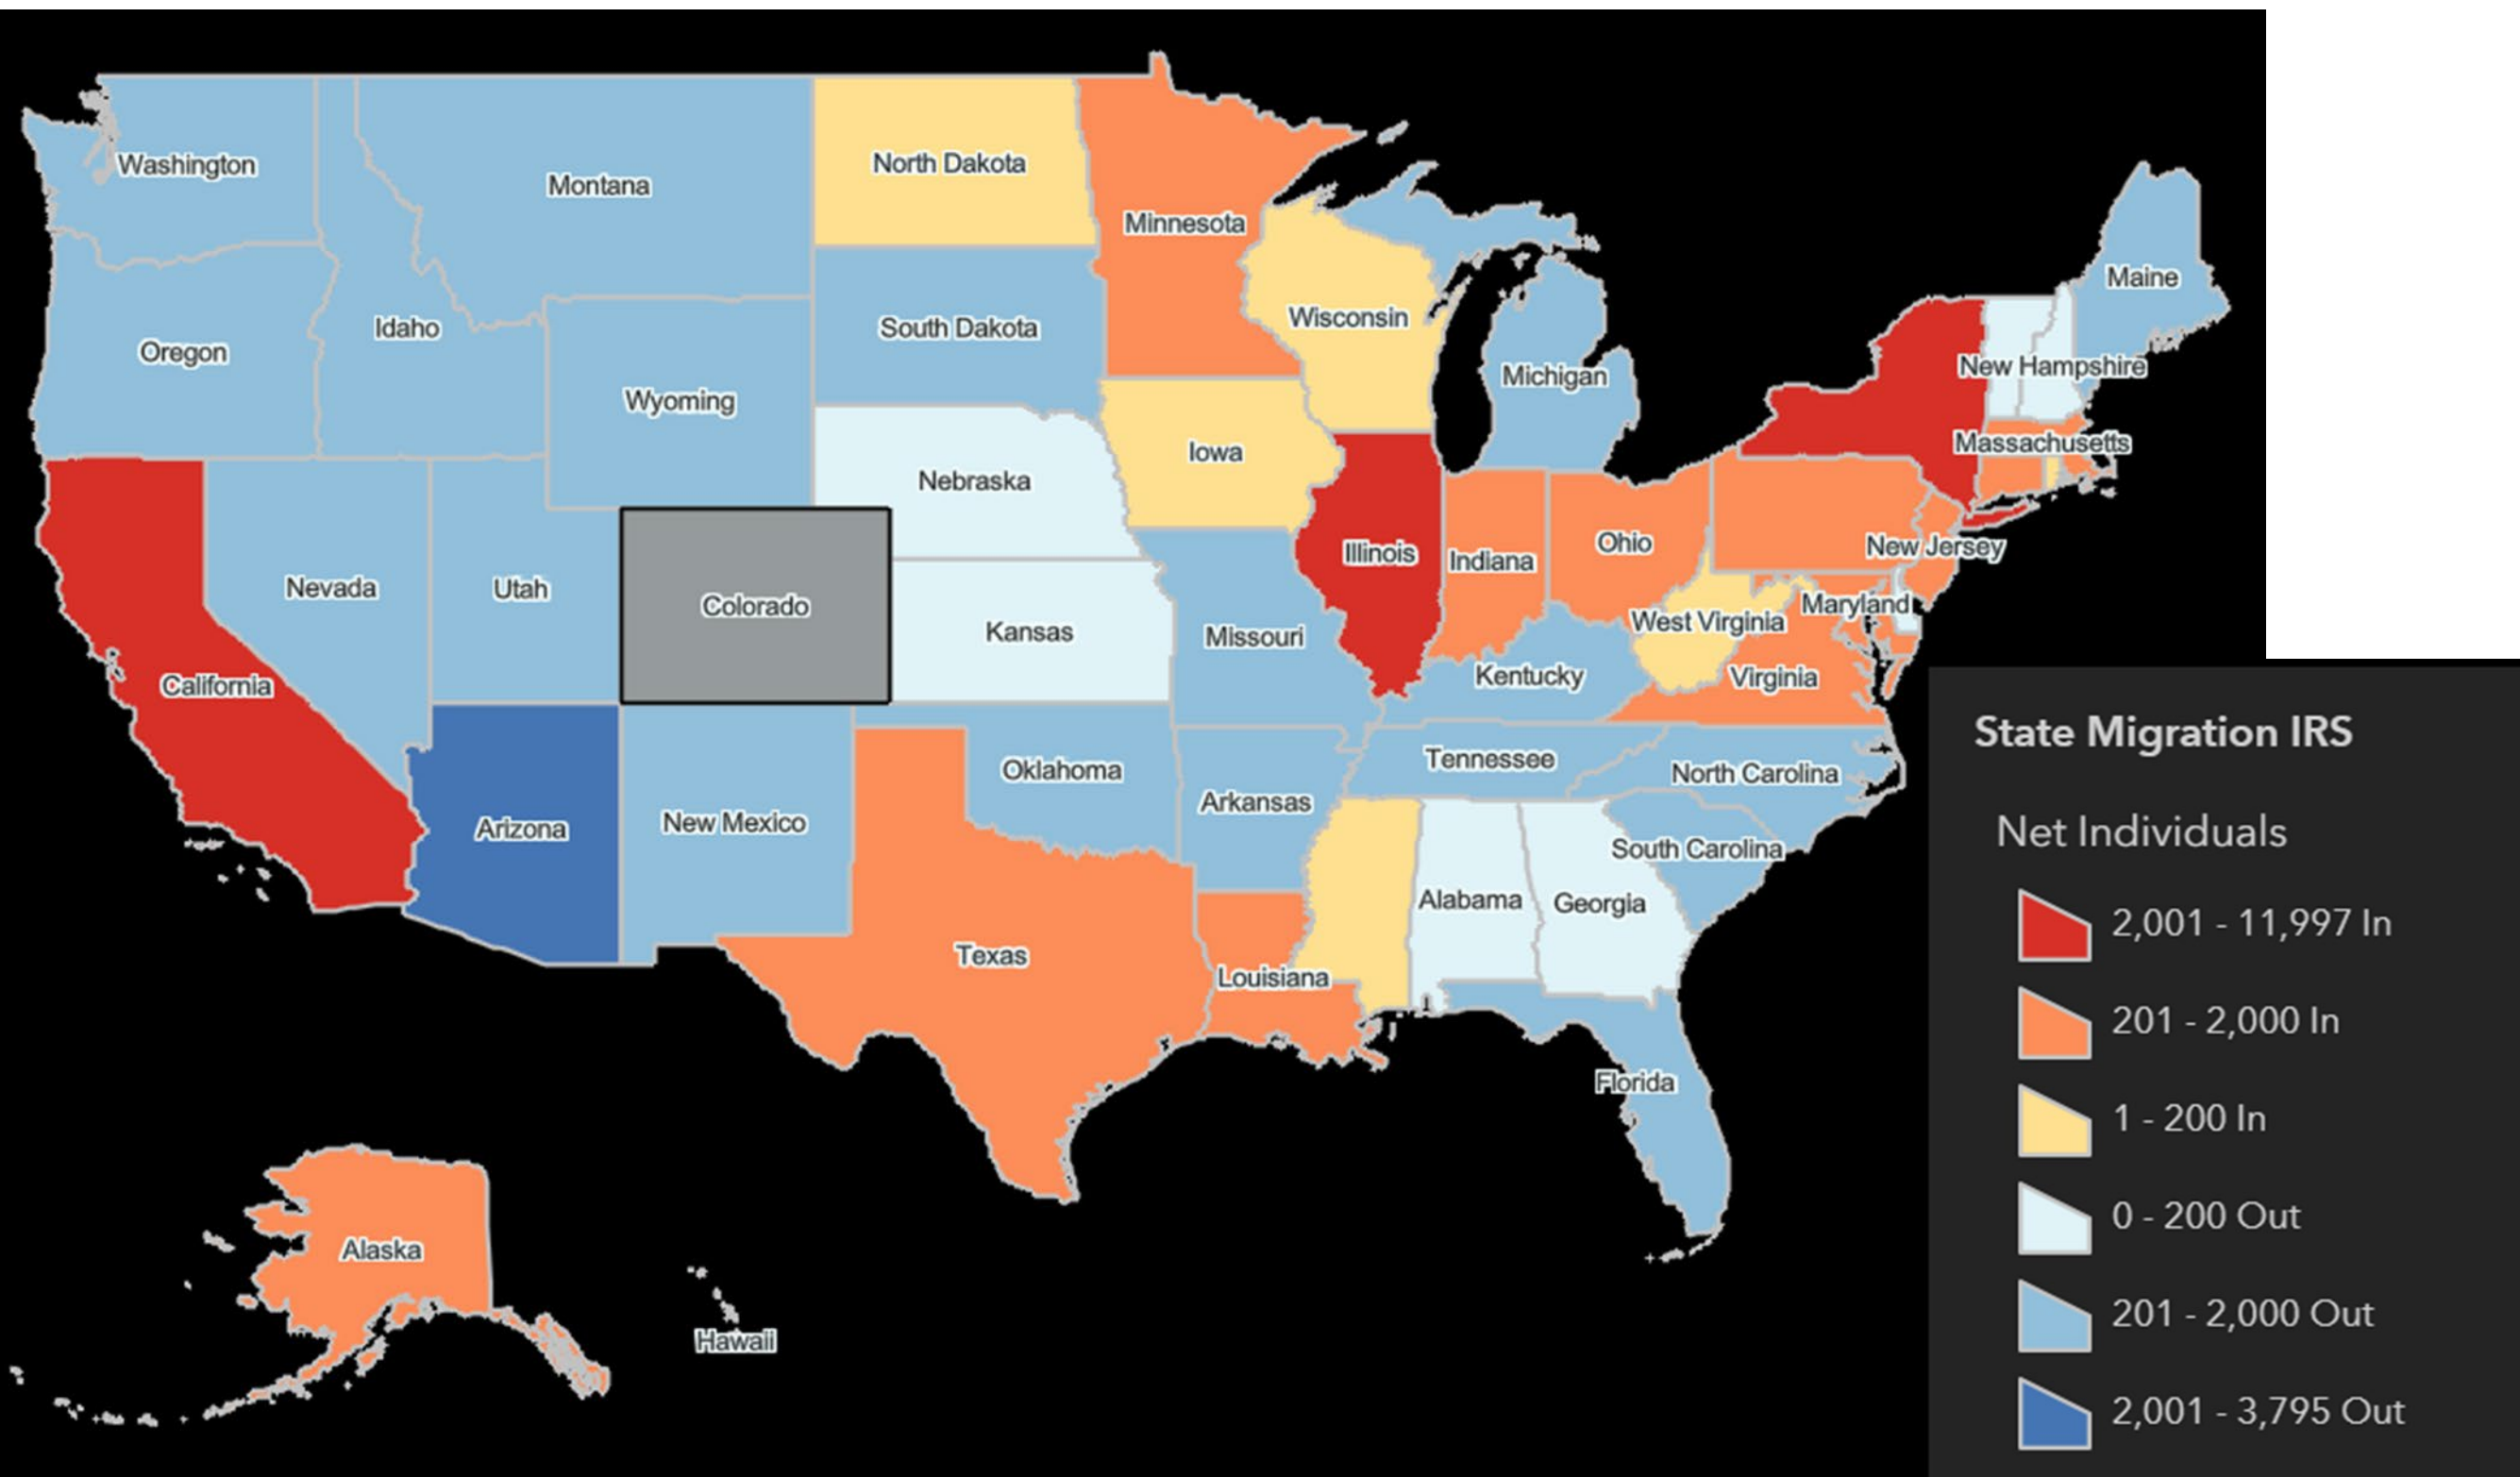 Washington
Montana
North Dakota
Minnesota
Maine
Oregon
Idaho
South Dakota
Wisconsin
Wyoming
Michigan
New Hampshire
Massachusetts
Nebraska
Iowa
Nevada
Utah
Colorado
Kansas
Illinois
Indiana
Ohio
New Jersey
Maryland
West Virginia
Missouri
California
Kentucky
Virginia
Arizona
New Mexico
Oklahoma
Arkansas
Tennessee
North Carolina
South Carolina
Alabama
Georgia
Texas
Louisiana
Florida
Alaska
Hawaii
State Migration IRS
Net Individuals
2,001 - 11,997 In
201 - 2,000 In
1 - 200 In
0 - 200 Out
201 - 2,000 Out
2,001 - 3,795 Out